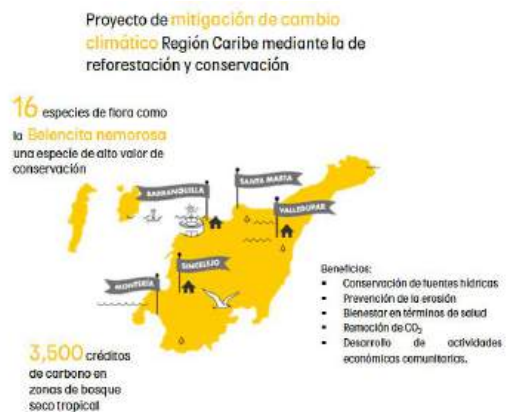 Proyecto de mitigación de cambio
climático Región Caribe mediante la de
reforestación y conservación
16 especies de flora como
la Belencita nemorosa
una especie de alto valor de
conservación
SANTA MARTA
BARRANQUILLA
VALLEDUPAR
SINCELEJO
MONTERÍA
Beneficios:
▪ Conservación de fuentes hídricas
▪ Prevención de la erosión
▪ Bienestar en términos de salud
▪ Remoción de CO₂
▪ Desarrollo de actividades
económicas comunitarias.
3,500 créditos
de carbono en
zonas de bosque
seco tropical